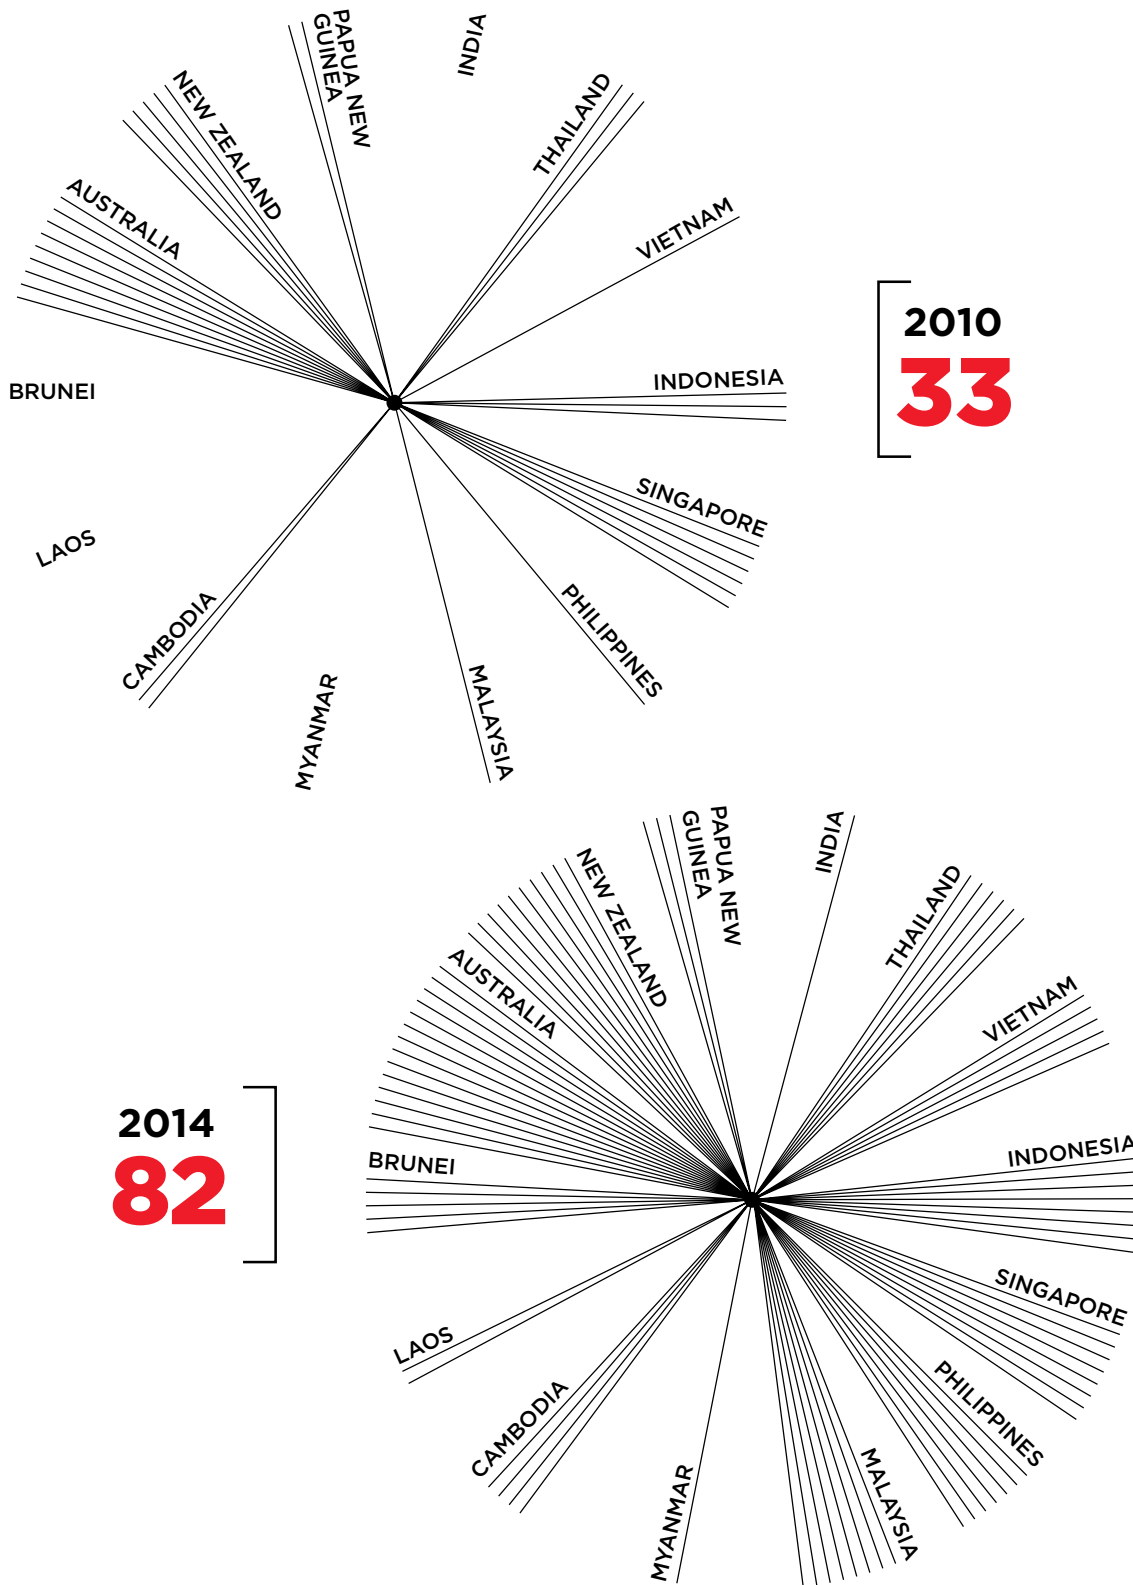 PAPUA NEW
GUINEA
INDIA
THAILAND
VIETNAM
INDONESIA
SINGAPORE
PHILIPPINES
MALAYSIA
MYANMAR
CAMBODIA
LAOS
BRUNEI
AUSTRALIA
NEW ZEALAND
2010
33
PAPUA NEW
GUINEA
INDIA
THAILAND
VIETNAM
INDONESIA
SINGAPORE
PHILIPPINES
MALAYSIA
MYANMAR
CAMBODIA
LAOS
BRUNEI
AUSTRALIA
NEW ZEALAND
2014
82